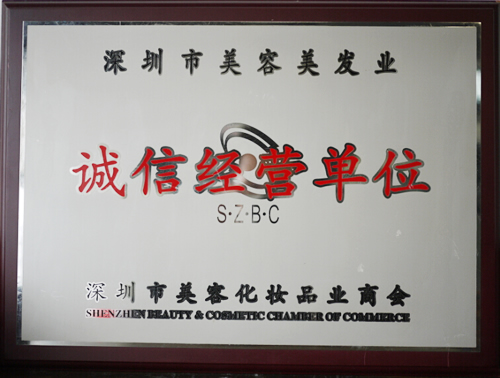 深圳市美容美发业
诚信经营单位
S·Z·B·C
深圳市美容化妆品业商会
SHENZHEN BEAUTY & COSMETIC CHAMBER OF COMMERCE